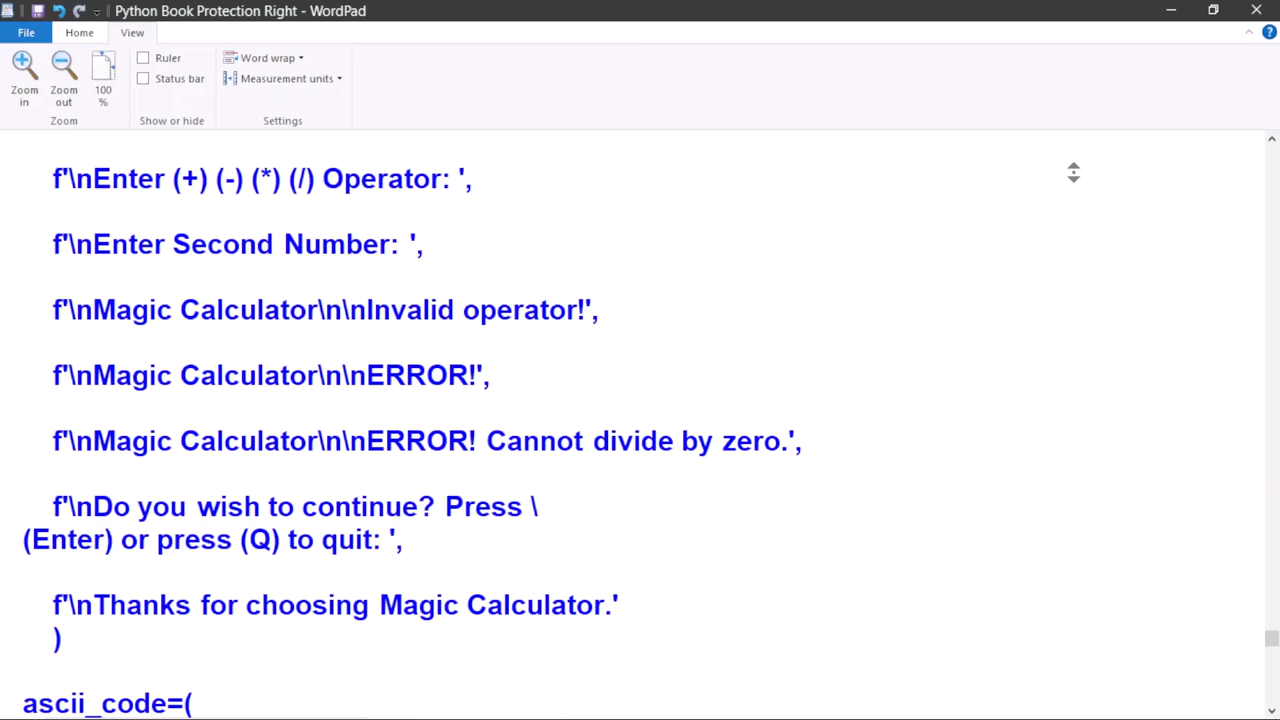 Python Book Protection Right - WordPad
File Home View
Zoom in
Zoom out
100 %
Ruler
Status bar
Word wrap
Measurement units
Zoom
Show or hide
Settings
f'\nEnter (+) (-) (*) (/) Operator: ',
f'\nEnter Second Number: ',
f'\nMagic Calculator\n\nInvalid operator!',
f'\nMagic Calculator\n\nERROR!',
f'\nMagic Calculator\n\nERROR! Cannot divide by zero.',
f'\nDo you wish to continue? Press \
(Enter) or press (Q) to quit: ',
f'\nThanks for choosing Magic Calculator.'
)
ascii_code=(